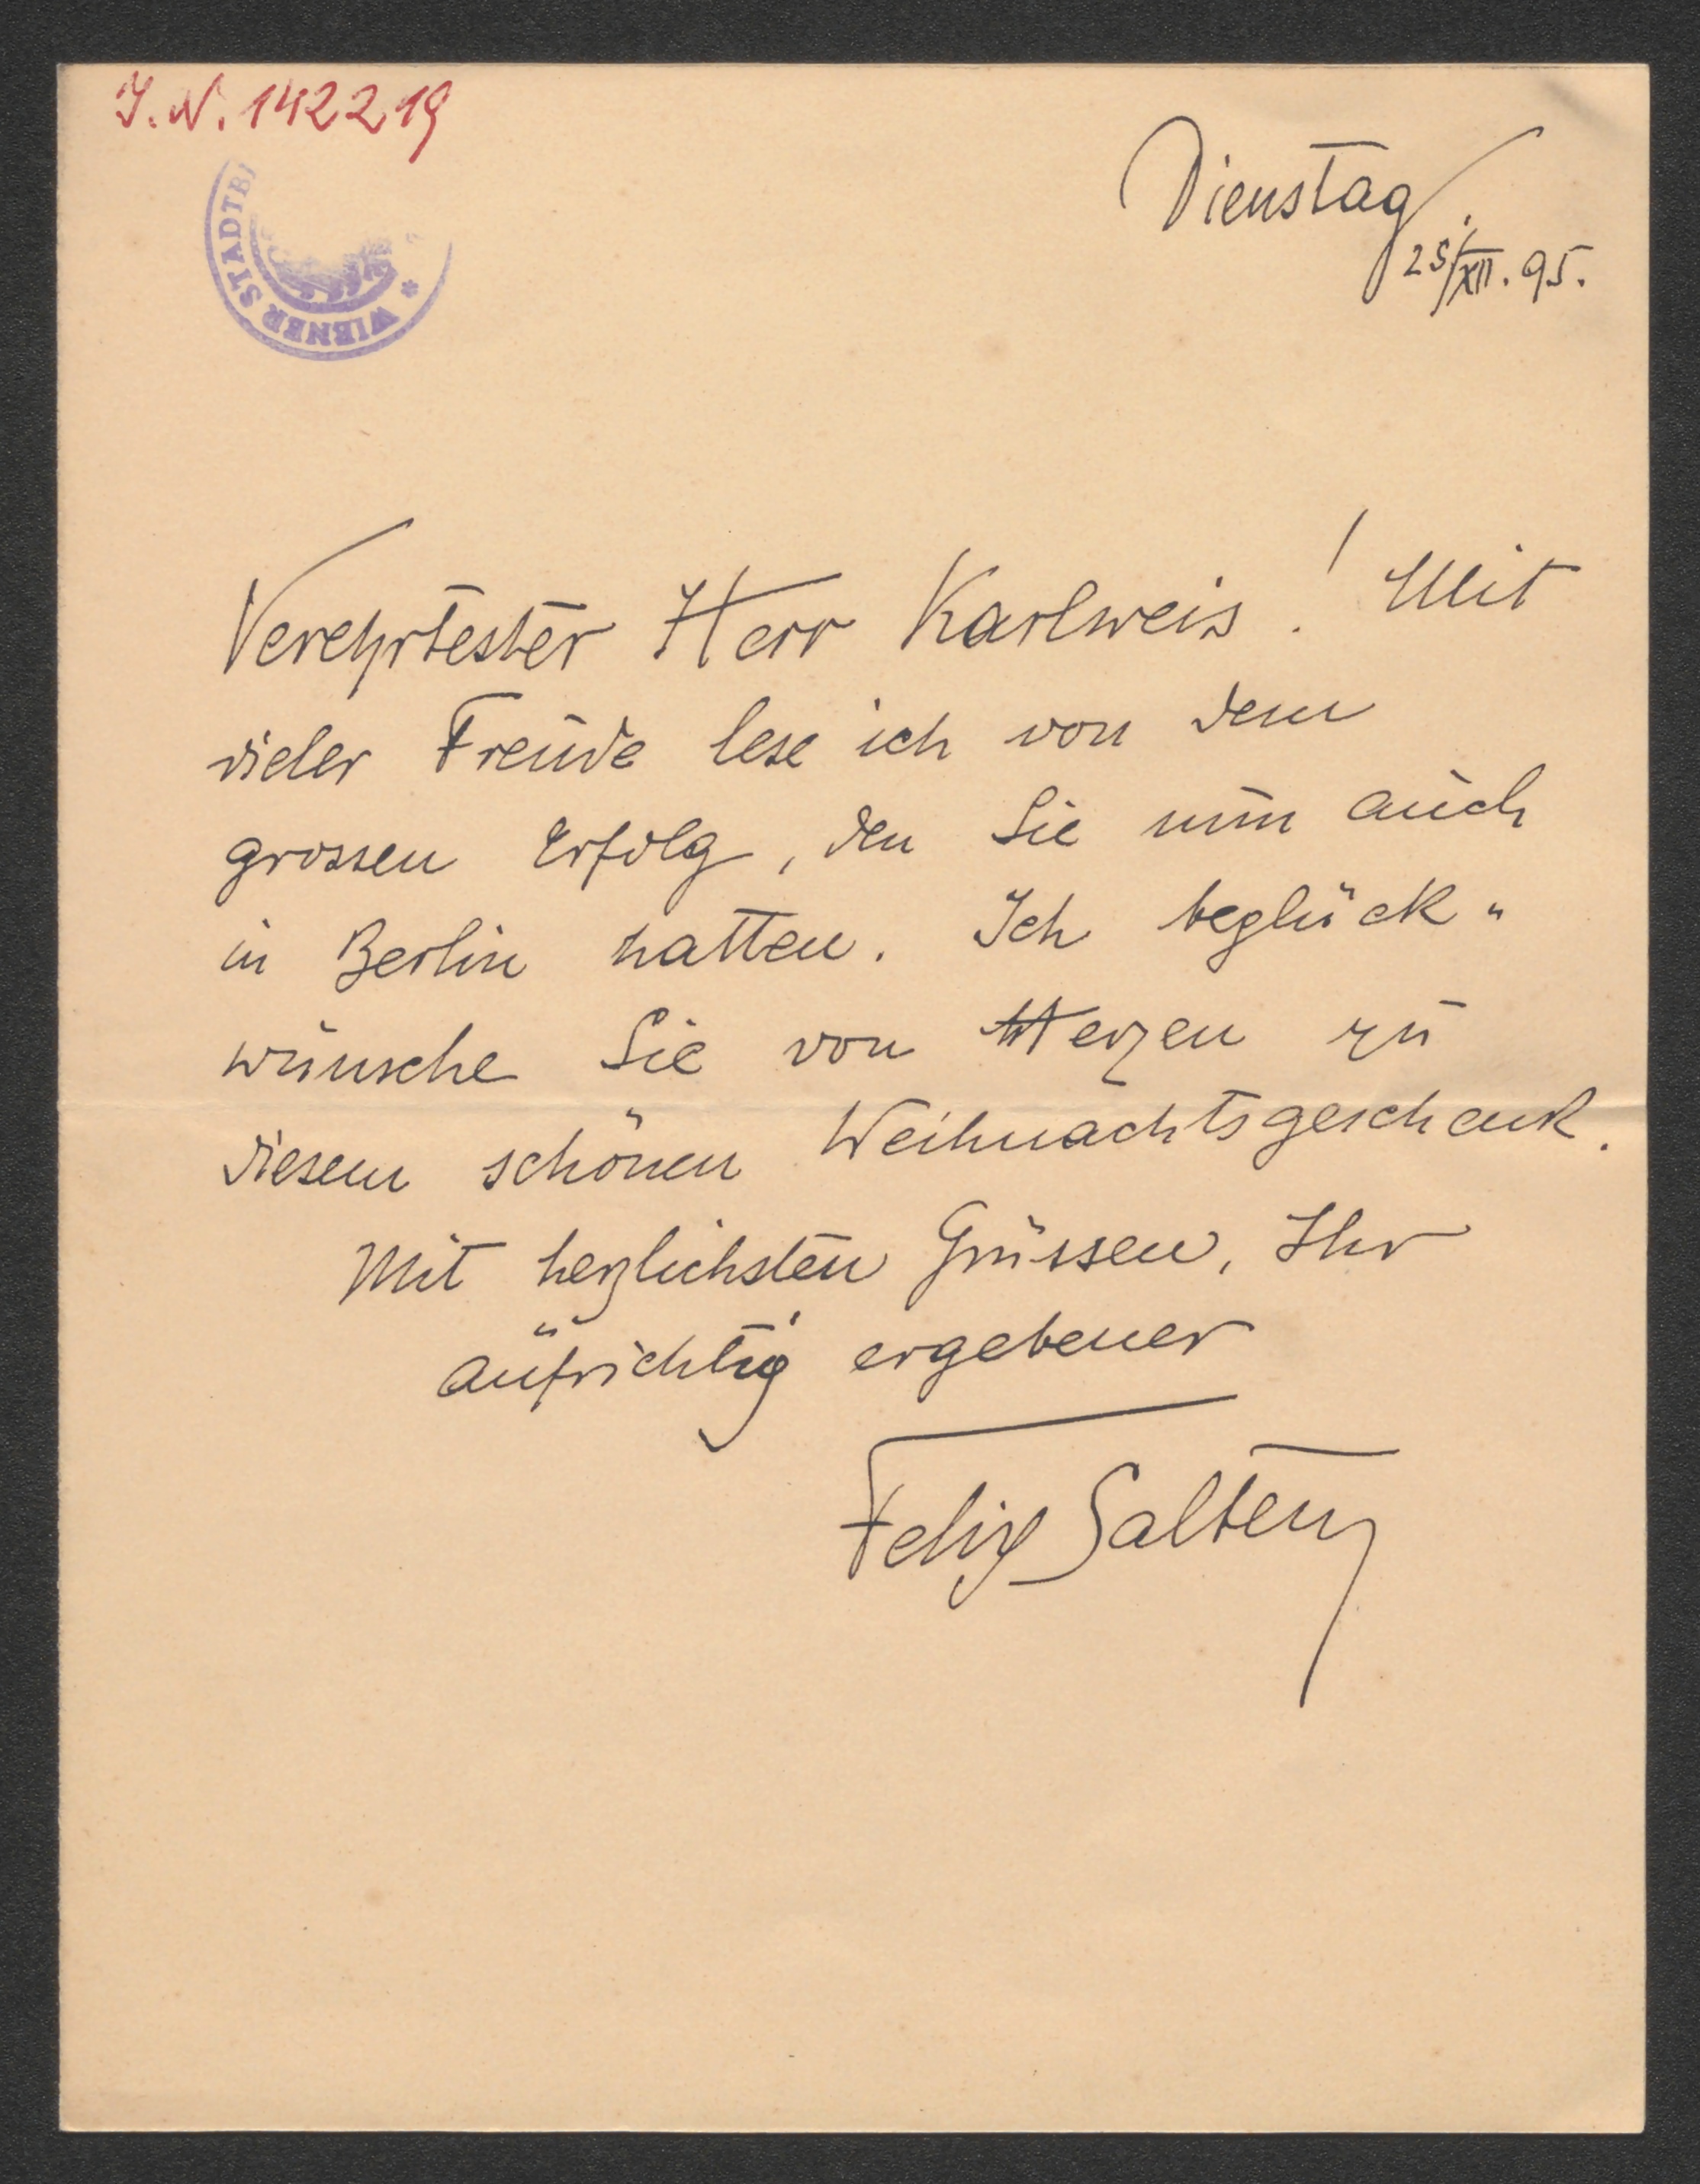 J.N. 142219
WIENER STADTBI
Dienstag
25/XII. 95.
Verehrtester Herr Karlweis! Mit
vieler Freude lese ich von dem
grossen Erfolg, den Sie nun auch
in Berlin hatten. Ich beglück"
wünsche Sie von Herzen zu
diesem schönen Weihnachtsgeschenk.
Mit herzlichsten Grüssen, Ihr
aufrichtig ergebener
Felix Salten